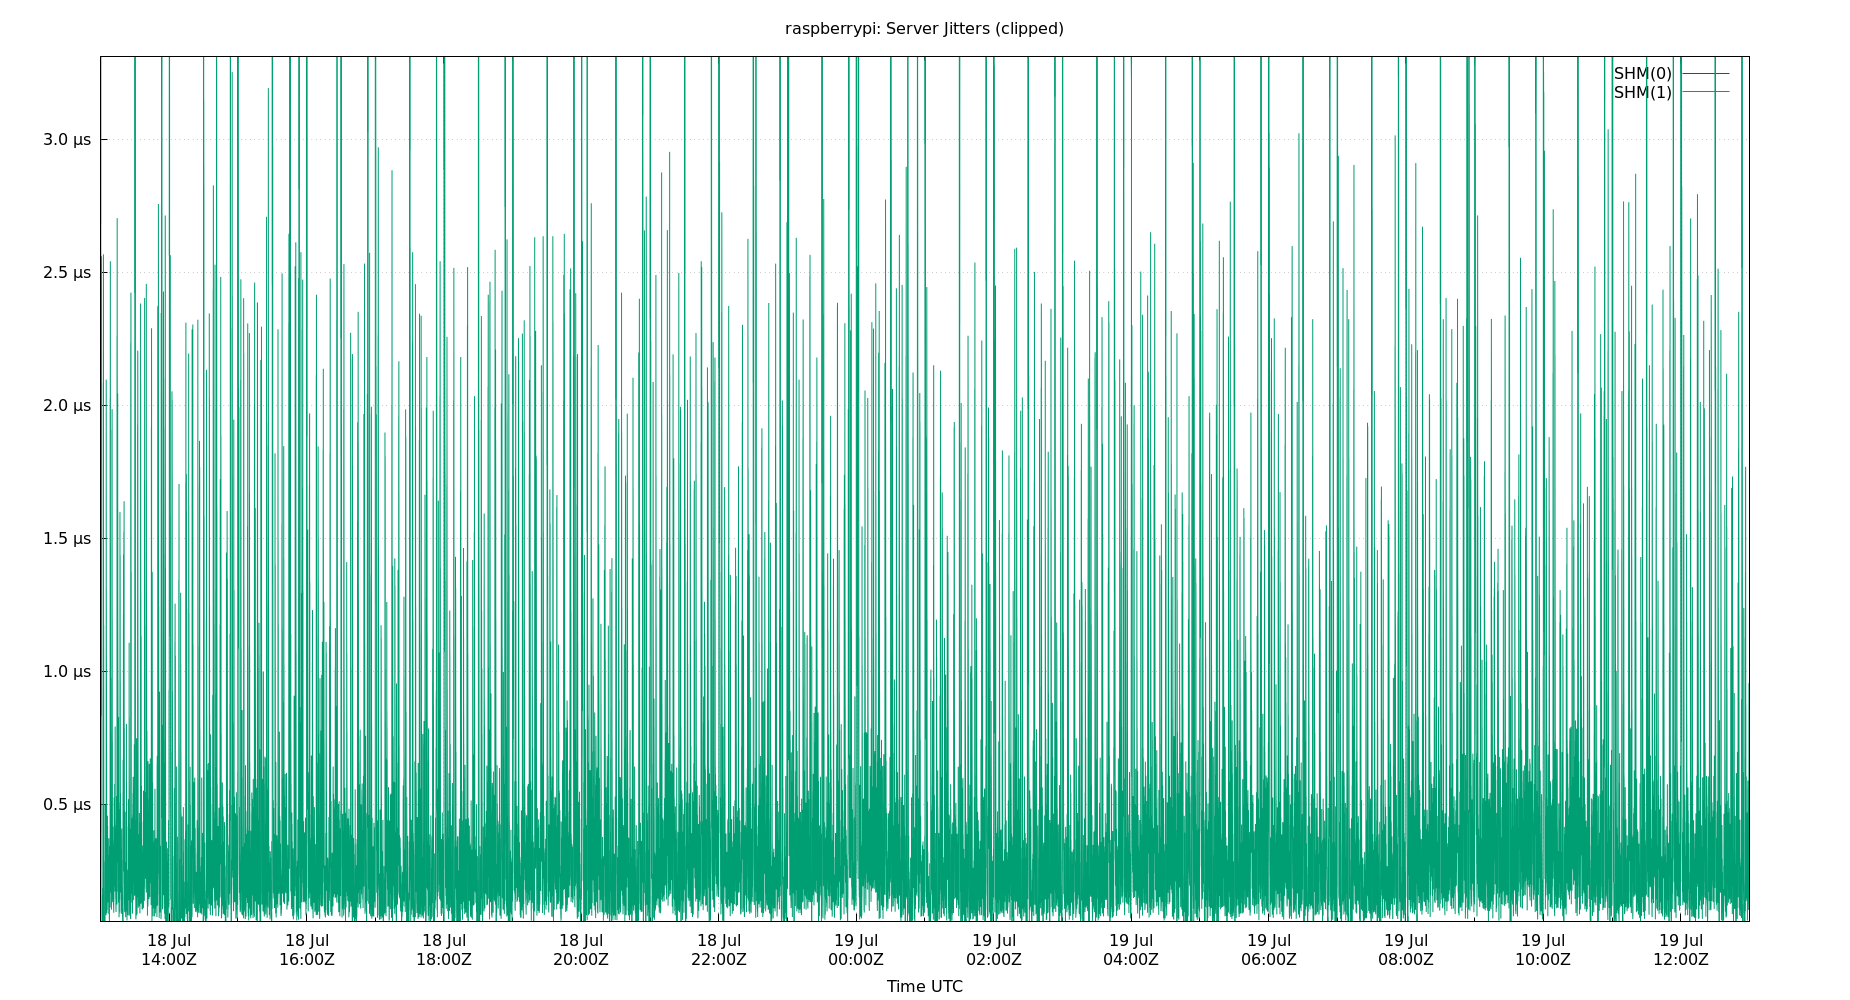 raspberrypi: Server Jitters (clipped)
SHM(0)
SHM(1)
3.0 µs
2.5 µs
2.0 µs
1.5 µs
1.0 µs
0.5 µs
18 Jul 18 Jul 18 Jul 18 Jul 18 Jul 19 Jul 19 Jul 19 Jul 19 Jul 19 Jul 19 Jul 19 Jul
14:00Z 16:00Z 18:00Z 20:00Z 22:00Z 00:00Z 02:00Z 04:00Z 06:00Z 08:00Z 10:00Z 12:00Z
Time UTC